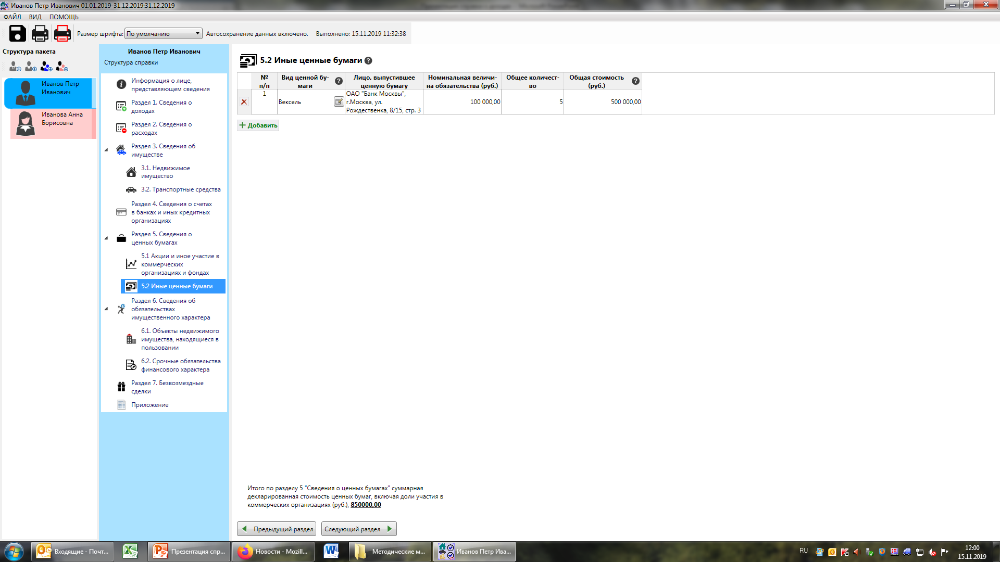 Иванов Петр Иванович 01.01.2019-31.12.2019:31.12.2019
ФАЙЛ ВИД ПОМОЩЬ
Размер шрифта: По умолчанию Автосохранение данных включено. Выполнено: 15.11.2019 11:32:38
Структура пакета
Иванов Петр
Иванович
Иванова Анна
Борисовна
Иванов Петр Иванович
Структура справки
Информация о лице,
представляющем сведения
Раздел 1. Сведения о
доходах
Раздел 2. Сведения о
расходах
Раздел 3. Сведения об
имуществе
3.1. Недвижимое
имущество
3.2. Транспортные средства
Раздел 4. Сведения о счетах
в банках и иных кредитных
организациях
Раздел 5. Сведения о
ценных бумагах
5.1 Акции и иное участие в
коммерческих
организациях и фондах
5.2 Иные ценные бумаги
Раздел 6. Сведения об
обязательствах
имущественного характера
6.1. Объекты недвижимого
имущества, находящиеся в
пользовании
6.2. Срочные обязательства
финансового характера
Раздел 7. Безвозмездные
сделки
Приложение
5.2 Иные ценные бумаги ?
№
п/п
Вид ценной бу-
маги ?
Лицо, выпустившее
ценную бумагу
Номинальная величи-
на обязательства (руб.)
Общее количест-
во
Общая стоимость
(руб.) ?
1
Вексель
ОАО "Банк Москвы",
г.Москва, ул.
Рождественка, 8/15, стр. 3
100 000,00
5
500 000,00
Добавить
Итого по разделу 5 "Сведения о ценных бумагах" суммарная
декларированная стоимость ценных бумаг, включая доли участия в
коммерческих организациях (руб.), 850000,00
Предыдущий раздел Следующий раздел
Входящие - Почт... Презентация спр... Новости - Mozill... Методические м... Иванов Петр Ива...
RU
12:00
15.11.2019